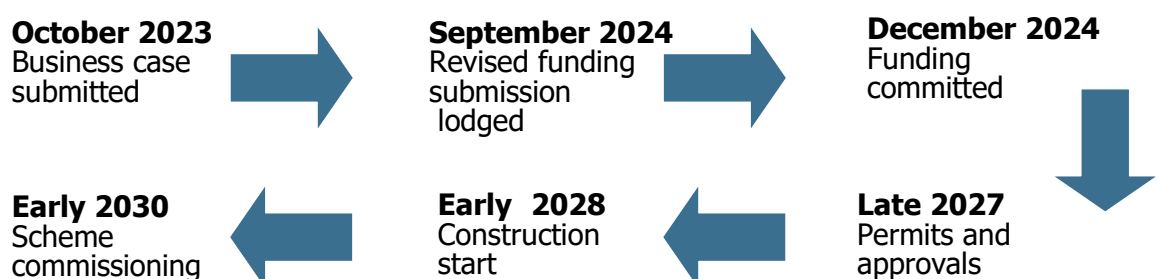 October 2023
Business case
submitted
September 2024
Revised funding
submission
lodged
December 2024
Funding
committed
Late 2027
Permits and
approvals
Early 2028
Construction
start
Early 2030
Scheme
commissioning